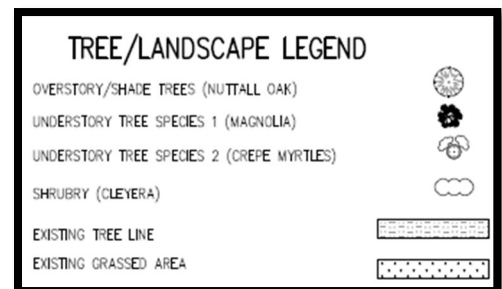 TREE/LANDSCAPE LEGEND
OVERSTORY/SHADE TREES (NUTTALL OAK)
UNDERSTORY TREE SPECIES 1 (MAGNOLIA)
UNDERSTORY TREE SPECIES 2 (CREPE MYRTLES)
SHRUBRY (CLEYERA)
EXISTING TREE LINE
EXISTING GRASSED AREA